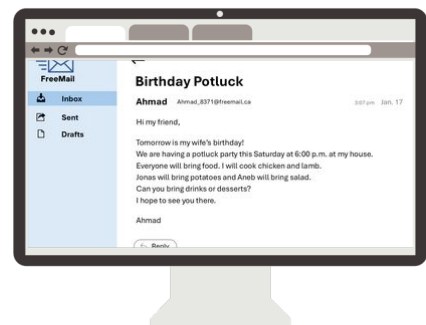 FreeMail
Birthday Potluck
Ahmad Ahmad_8371@freemail.ca 3:07 pm Jan. 17
Inbox
Sent
Drafts
Hi my friend,
Tomorrow is my wife's birthday!
We are having a potluck party this Saturday at 6:00 p.m. at my house.
Everyone will bring food. I will cook chicken and lamb.
Jonas will bring potatoes and Aneb will bring salad.
Can you bring drinks or desserts?
I hope to see you there.
Ahmad
Reply